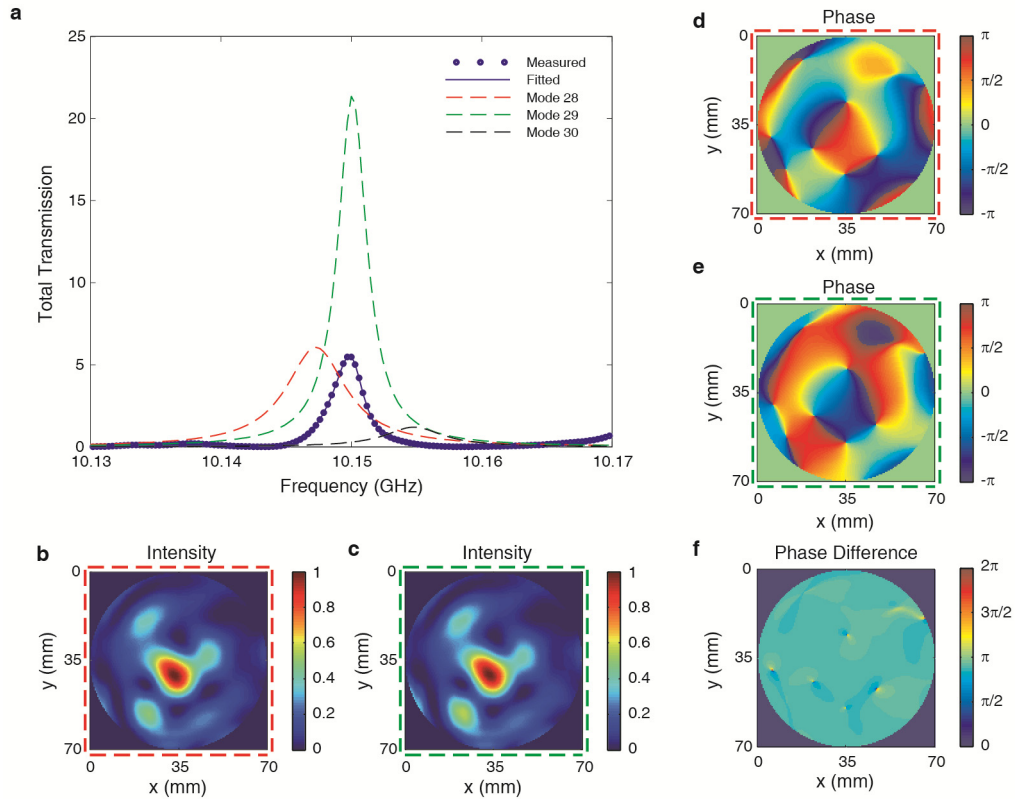 a
25
20
15
10
5
0
Total Transmission
Measured
Fitted
Mode 28
Mode 29
Mode 30
10.13 10.14 10.15 10.16 10.17
Frequency (GHz)
b
Intensity
0
35
70
y (mm)
0 35 70
x (mm)
1
0.8
0.6
0.4
0.2
0
c
Intensity
0
35
70
y (mm)
0 35 70
x (mm)
1
0.8
0.6
0.4
0.2
0
d
Phase
0
35
70
y (mm)
0 35 70
x (mm)
π
π/2
0
-π/2
-π
e
Phase
0
35
70
y (mm)
0 35 70
x (mm)
π
π/2
0
-π/2
-π
f
Phase Difference
0
35
70
y (mm)
0 35 70
x (mm)
2π
3π/2
π
π/2
0